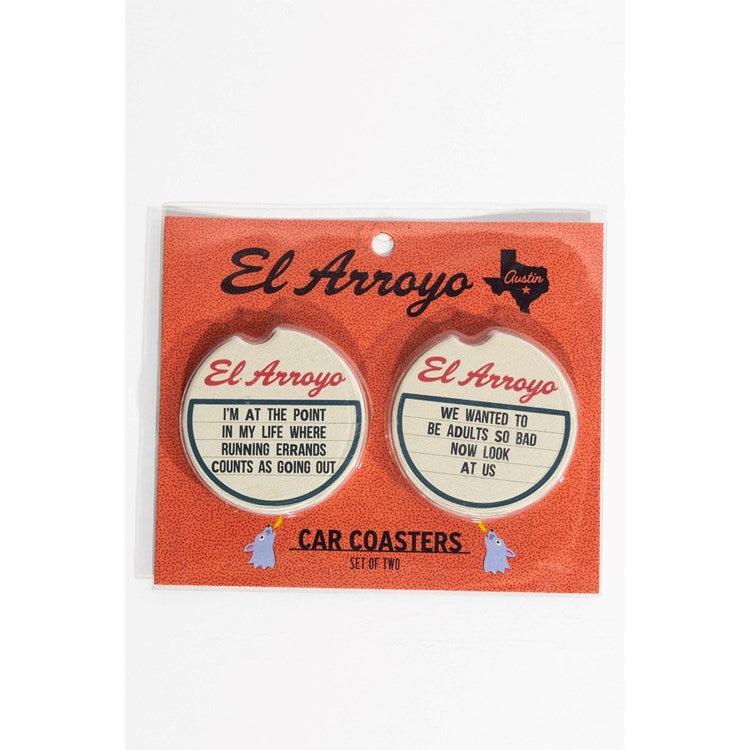 El Arroyo
Austin
El Arroyo
I'M AT THE POINT
IN MY LIFE WHERE
RUNNING ERRANDS
COUNTS AS GOING OUT
El Arroyo
WE WANTED TO
BE ADULTS SO BAD
NOW LOOK
AT US
CAR COASTERS
SET OF TWO